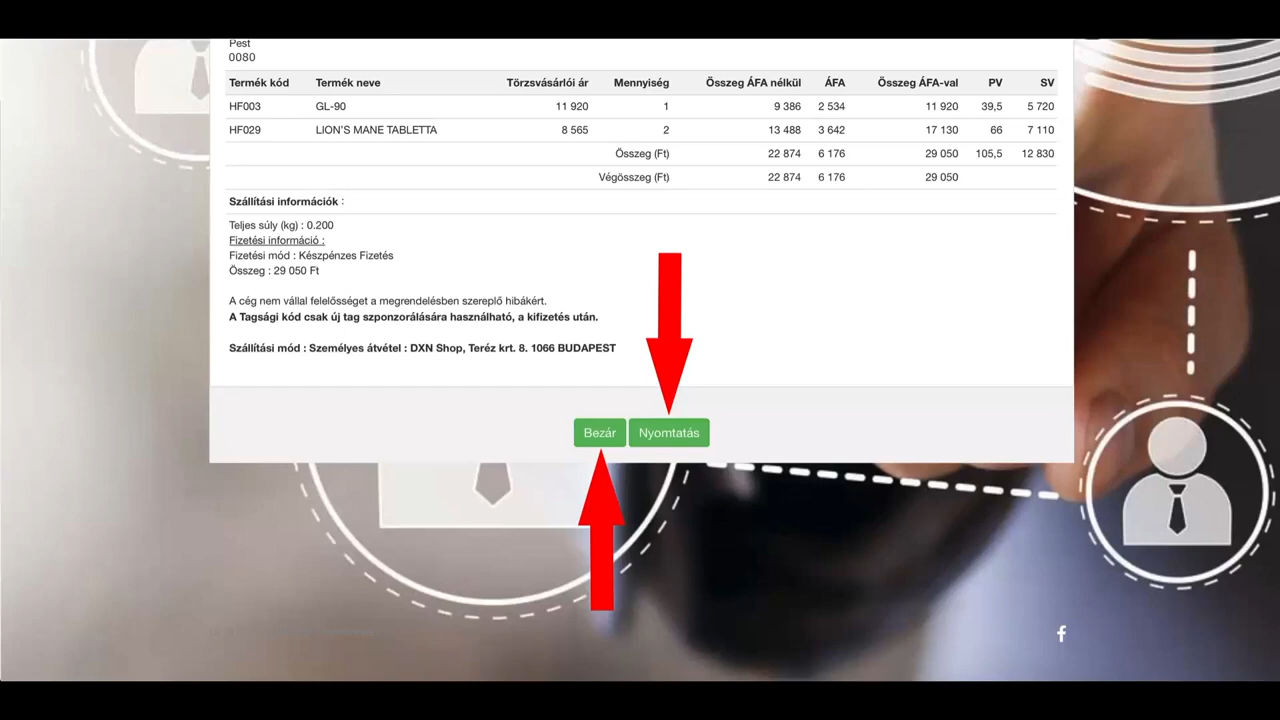 Pest
0080
Termék kód Termék neve Törzsvásárlói ár Mennyiség Összeg ÁFA nélkül ÁFA Összeg ÁFA-val PV SV
HF003 GL-90 11 920 1 9 386 2 534 11 920 39,5 5 720
HF029 LION'S MANE TABLETTA 8 565 2 13 488 3 642 17 130 66 7 110
Összeg (Ft) 22 874 6 176 29 050 105,5 12 830
Végösszeg (Ft) 22 874 6 176 29 050
Szállítási információk :
Teljes súly (kg) : 0.200
Fizetési információ :
Fizetési mód : Készpénzes Fizetés
Összeg : 29 050 Ft
A cég nem vállal felelősséget a megrendelésben szereplő hibákért.
A Tagsági kód csak új tag szponzorálására használható, a kifizetés után.
Szállítási mód : Személyes átvétel : DXN Shop, Teréz krt. 8. 1066 BUDAPEST
Bezár Nyomtatás
f